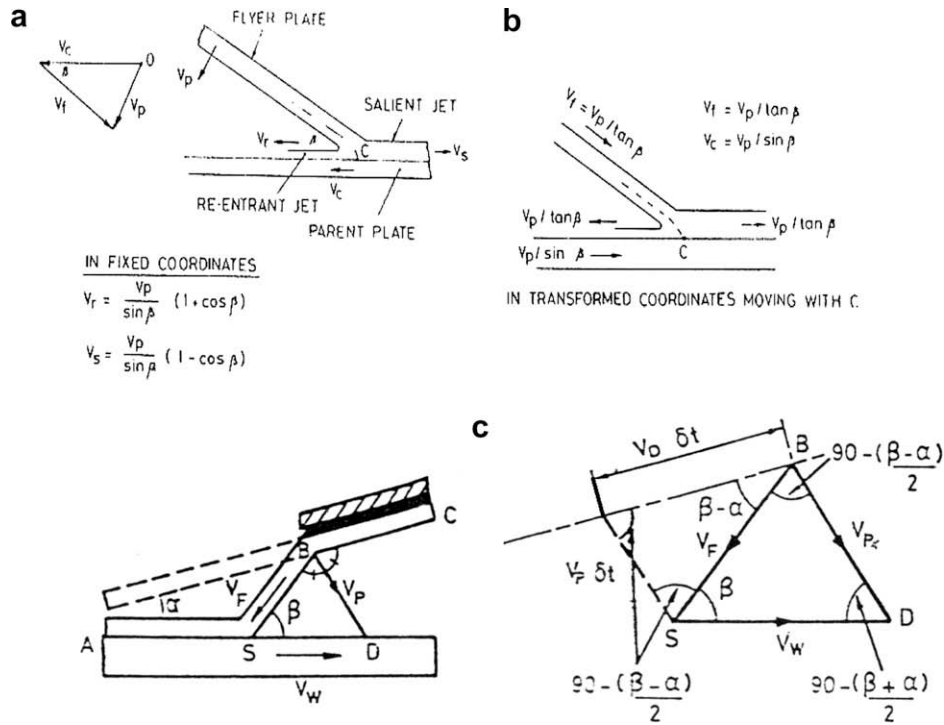 a
FLYER PLATE
Vc
O
β
Vf
Vp
Vp
SALIENT JET
Vr
β
C
Vs
Vc
RE-ENTRANT JET
PARENT PLATE
IN FIXED COORDINATES
Vr = Vp / sin β (1+cos β)
Vs = Vp / sin β (1-cos β)
b
Vf = Vp / tan β
Vf = Vp / tan β
Vc = Vp / sin β
Vp / tan β
Vp / tan β
Vp / sin β
C
IN TRANSFORMED COORDINATES MOVING WITH C
C
B
VF
VP
α
β
A
S
D
VW
c
VD δt
B
90-(β-α)/2
β-α
VF
VP
VP δt
β
S
D
VW
90-(β-α)/2
90-(β+α)/2